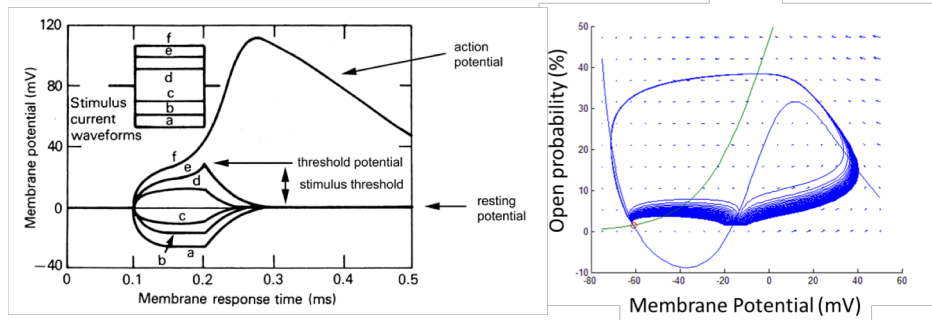 120
80
40
0
−40
Membrane potential (mV)
f
e
d
c
b
a
Stimulus
current
waveforms
f
e
d
c
b
a
action
potential
threshold potential
stimulus threshold
resting
potential
0
0.1
0.2
0.3
0.4
0.5
Membrane response time (ms)
50
40
30
20
10
0
-10
Open probability (%)
-80
-60
-40
-20
0
20
40
60
Membrane Potential (mV)